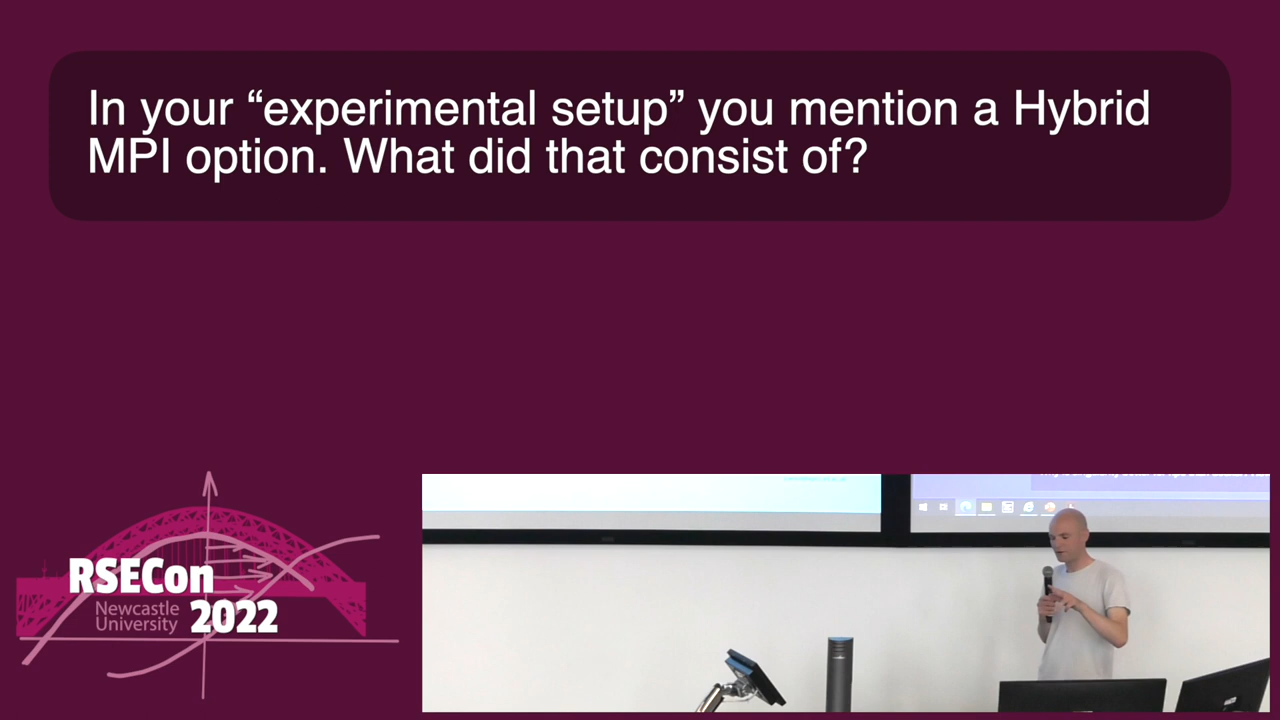 In your “experimental setup” you mention a Hybrid
MPI option. What did that consist of?
RSECon
Newcastle
University
2022